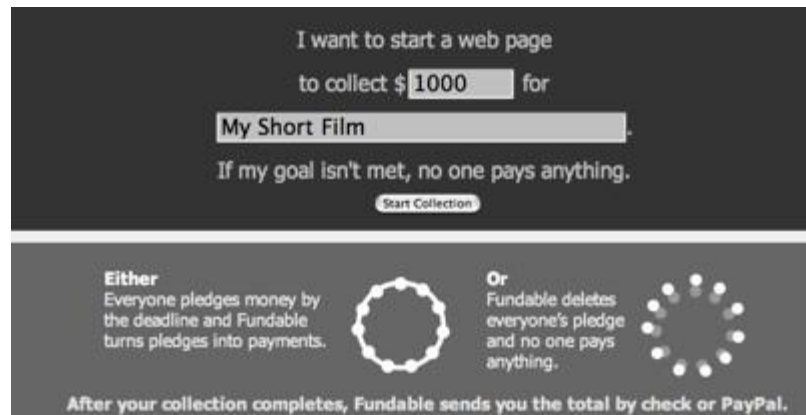 I want to start a web page
to collect $ 1000 for
My Short Film.
If my goal isn't met, no one pays anything.
Start Collection
Either
Everyone pledges money by
the deadline and Fundable
turns pledges into payments.
Or
Fundable deletes
everyone's pledge
and no one pays
anything.
After your collection completes, Fundable sends you the total by check or PayPal.